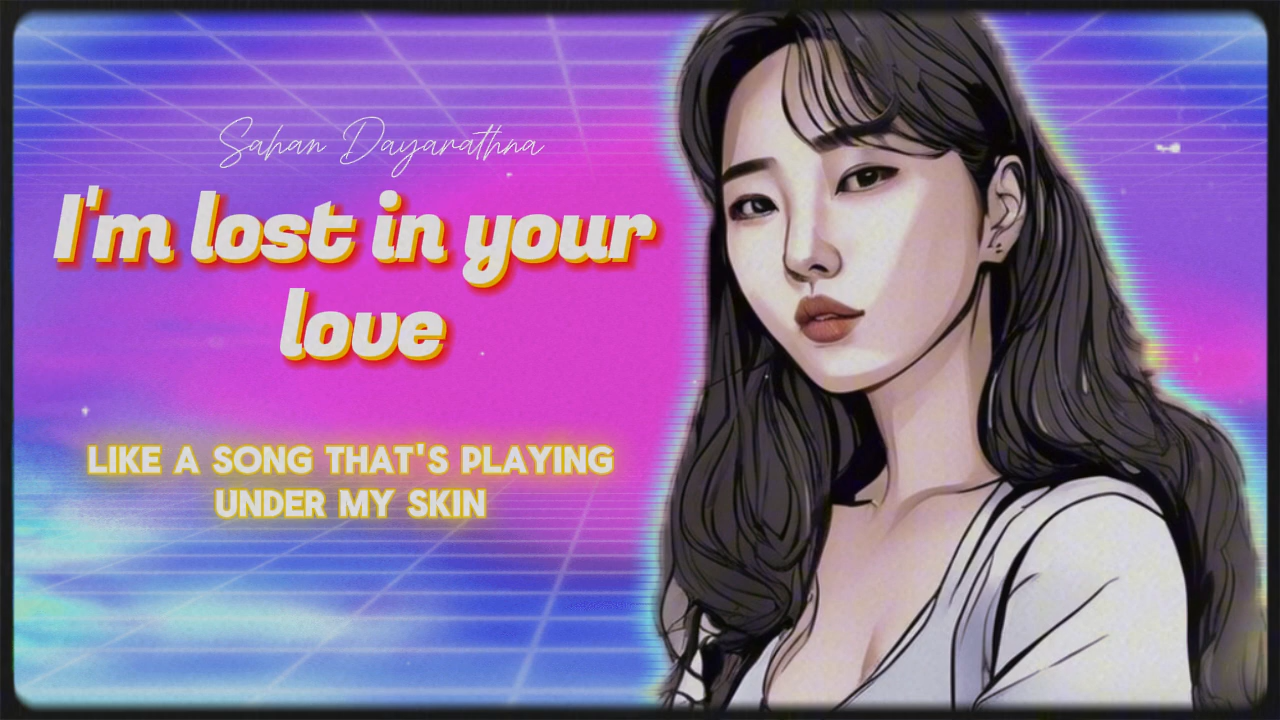 Sahan Dayarathna
I'm lost in your
love
LIKE A SONG THAT'S PLAYING
UNDER MY SKIN